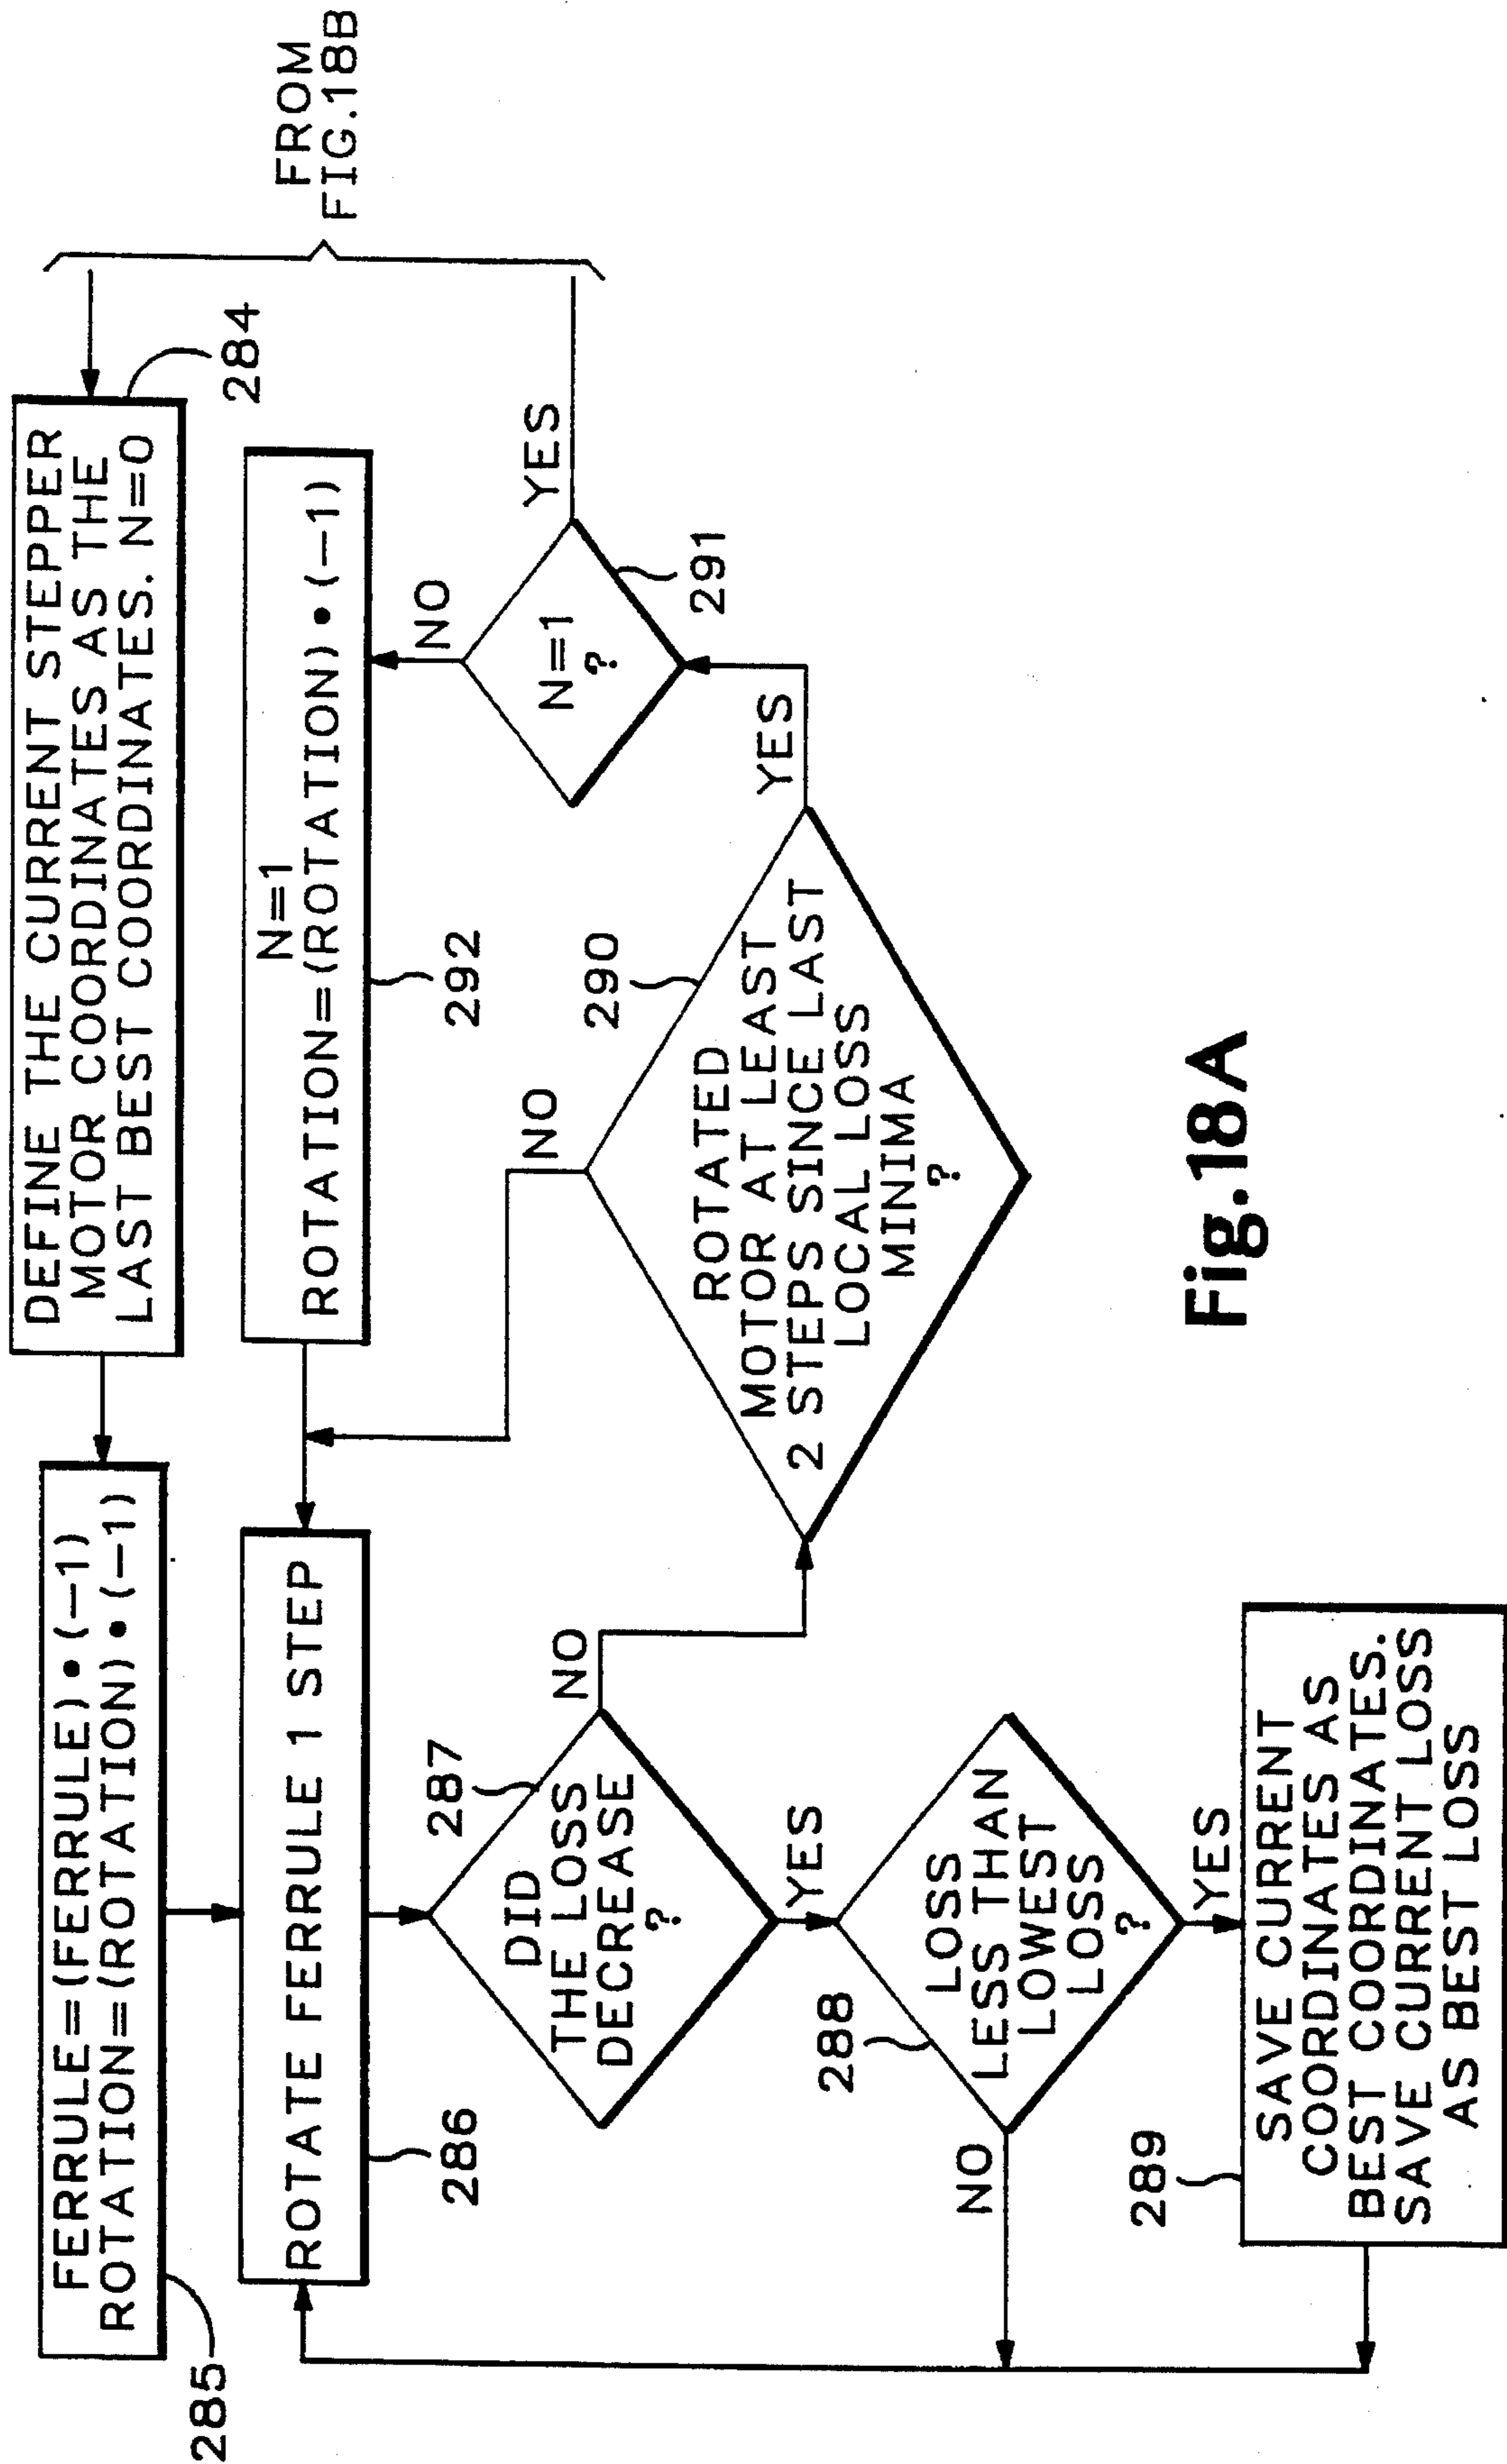 FROM
FIG.18B
DEFINE THE CURRENT STEPPER
MOTOR COORDINATES AS THE
LAST BEST COORDINATES. N=0
284
FERRULE=(FERRULE)•(−1)
ROTATION=(ROTATION)•(−1)
285
ROTATE FERRULE 1 STEP
286
DID
THE LOSS
DECREASE
?
287
NO
YES
LOSS
LESS THAN
LOWEST
LOSS
?
288
NO
YES
SAVE CURRENT
COORDINATES AS
BEST COORDINATES.
SAVE CURRENT LOSS
AS BEST LOSS
289
ROTATED
MOTOR AT LEAST
2 STEPS SINCE LAST
LOCAL LOSS
MINIMA
?
290
NO
YES
N=1
?
291
NO
YES
N=1
ROTATION=(ROTATION)•(−1)
292
Fig.18A